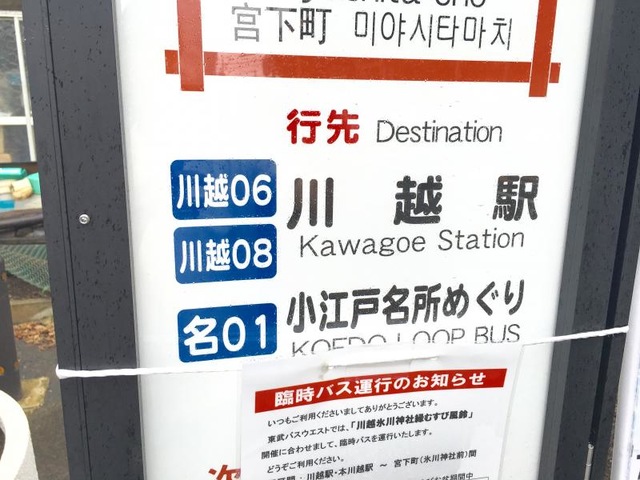 宮下町 미야시타마치
行先 Destination
川越06
川越08
川越駅
Kawagoe Station
名01
小江戸名所めぐり
KOEDO LOOP BUS
臨時バス運行のお知らせ
いつもご利用くださいましてありがとうございます。
東武バスウエストでは、「川越氷川神社縁むすび風鈴」
開催に合わせまして、臨時バスを運行いたします。
どうぞご利用ください。
川越駅・本川越駅 ～ 宮下町（氷川神社前）間